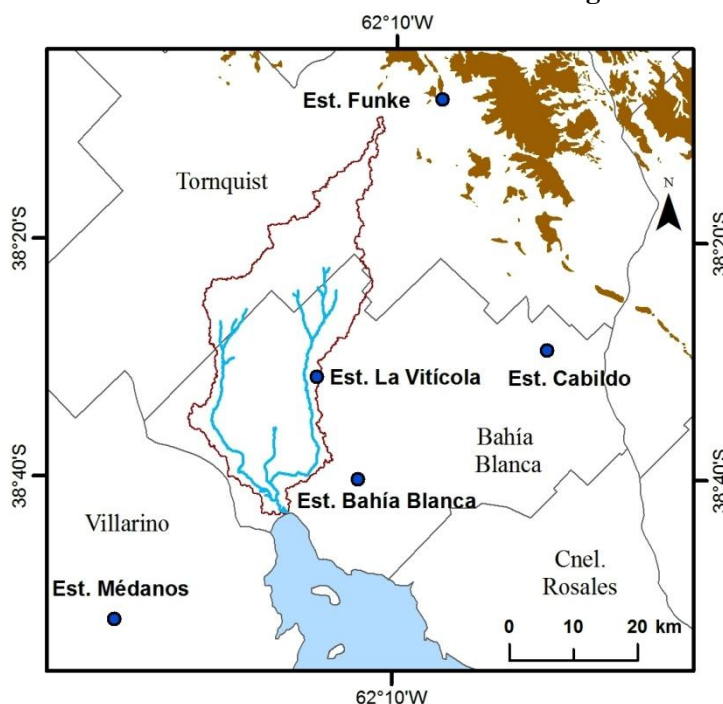 62°10'W
Est. Funke
Tornquist
N
38°20'S
38°20'S
Est. La Vitícola
Est. Cabildo
Bahía
Blanca
38°40'S
38°40'S
Est. Bahía Blanca
Villarino
Cnel.
Rosales
Est. Médanos
0 10 20 km
62°10'W